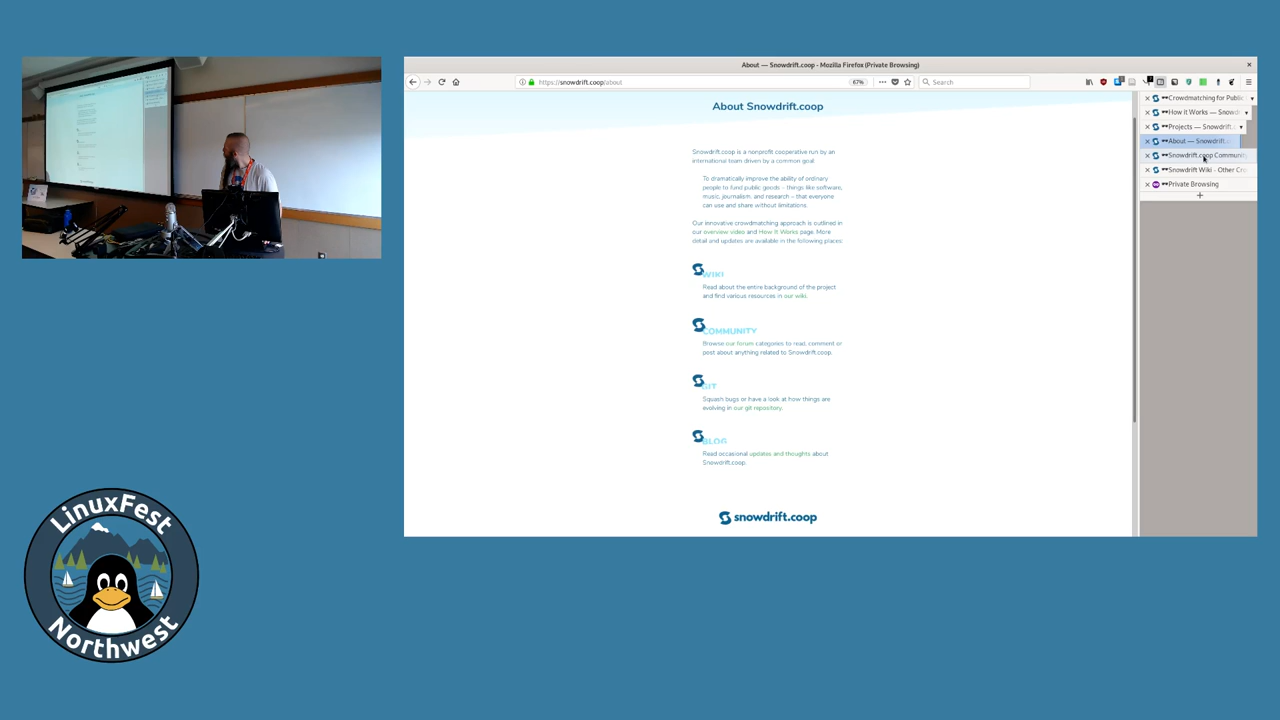 About — Snowdrift.coop - Mozilla Firefox (Private Browsing)
https://snowdrift.coop/about
67%
Search
About Snowdrift.coop
Snowdrift.coop is a nonprofit cooperative run by an
international team driven by a common goal:
To dramatically improve the ability of ordinary
people to fund public goods – things like software,
music, journalism, and research – that everyone
can use and share without limitations.
Our innovative crowdmatching approach is outlined in
our overview video and How It Works page. More
detail and updates are available in the following places:
WIKI
Read about the entire background of the project
and find various resources in our wiki.
COMMUNITY
Browse our forum categories to read, comment or
post about anything related to Snowdrift.coop.
GIT
Squash bugs or have a look at how things are
evolving in our git repository.
BLOG
Read occasional updates and thoughts about
Snowdrift.coop.
snowdrift.coop
**Crowdmatching for Public
**How it Works — Snowd
**Projects — Snowdrift.
**About — Snowdrift.
**Snowdrift.coop Community
**Snowdrift Wiki - Other Cro
**Private Browsing
LinuxFest
Northwest